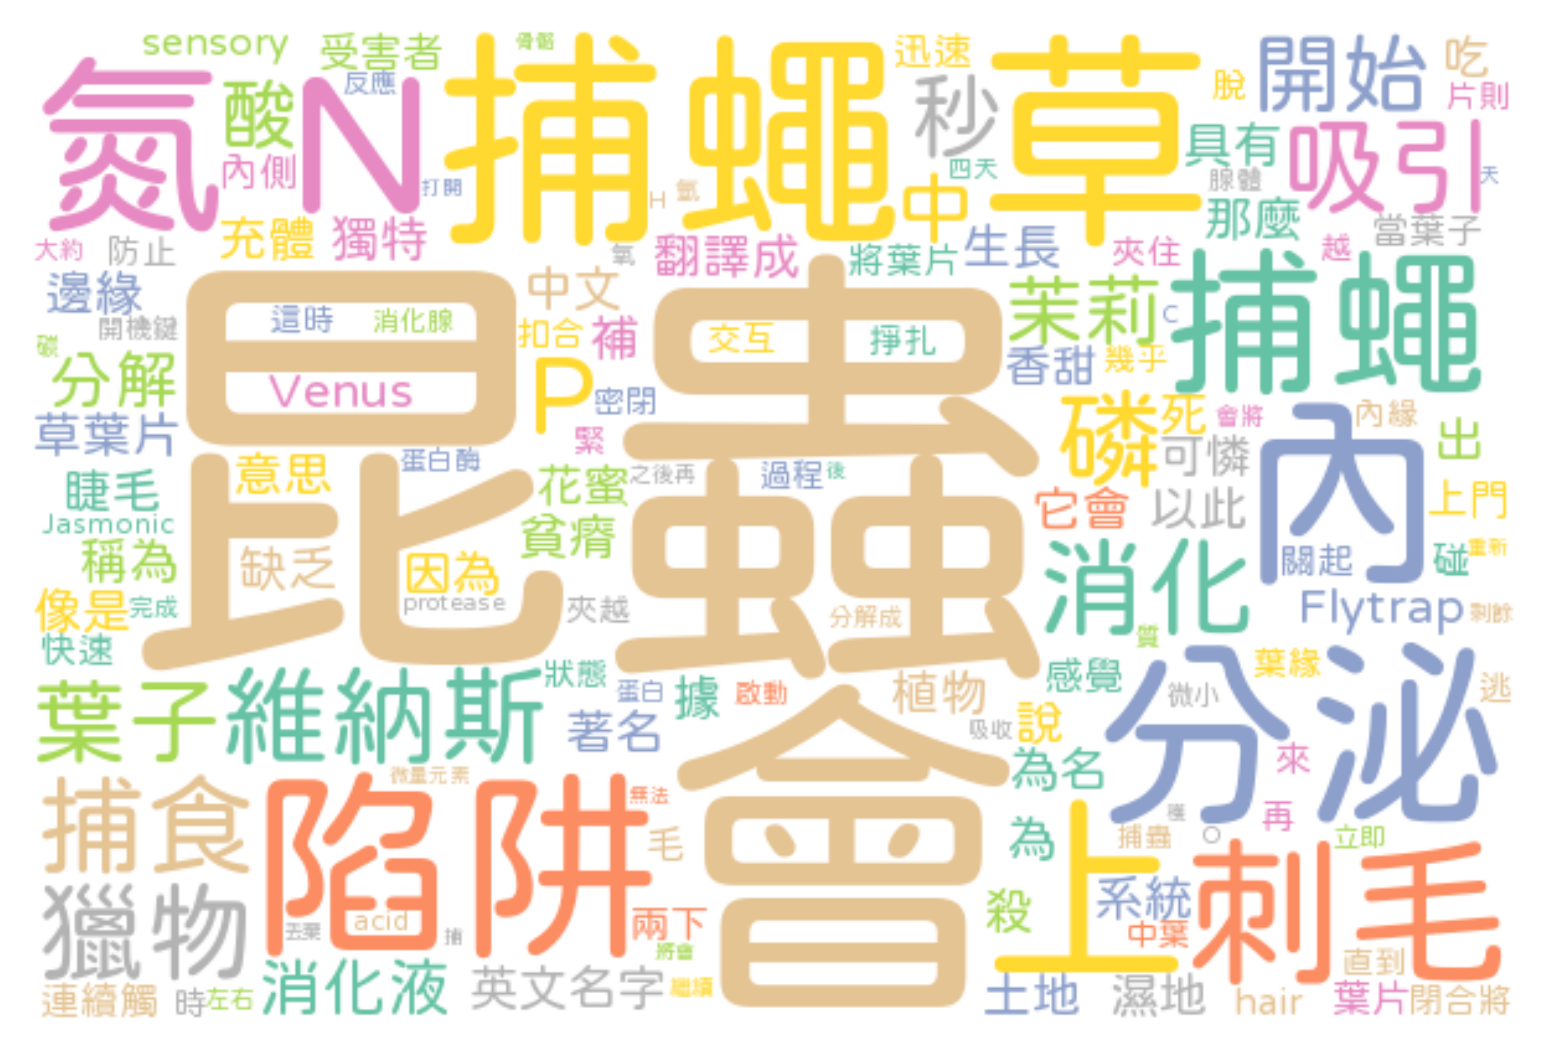 sensory 受害者 骨骼 迅速 開始 吃
氮 酸 N 反應 捕蠅草 秒 脫 片則
內側 打開 四天 具有 吸引 天
H 氫 中 腺體 那麼
充體 獨特 氧 翻譯成 將葉片 生長 夾住 越 當葉子
大約 防止
邊緣 昆蟲 中文 茉莉 C 捕蠅
開機鍵 這時 消化腺 扣合 補 交互 掙扎
碳 分解 Venus P 密閉 香甜 幾乎
草葉片 緊 磷 死 會將 內緣
意思 蛋白酶 可憐 內 出
睫毛 花蜜 之後再 過程 後 它會 以此 上門
Jasmonic 貧瘠
稱為 缺乏 因為 消化 關起 碰 重新
像是 完成 protease 夾越 分解成 Flytrap 剩餘
快速 質
葉子 維納斯 狀態 蛋白 據 啟動 植物 感覺 分泌 葉緣 逃
著名 會 吸收 說 微小
捕食 陷阱 微量元素 無法 為名 來
毛 為 上 捕蟲 O 再 立即
獵物 acid 丟棄 捕 兩下 殺 系統 刺毛
將會 中葉
連續觸 時 左右 消化液 英文名字 繼續 土地 濕地 hair 直到 葉片 閉合將